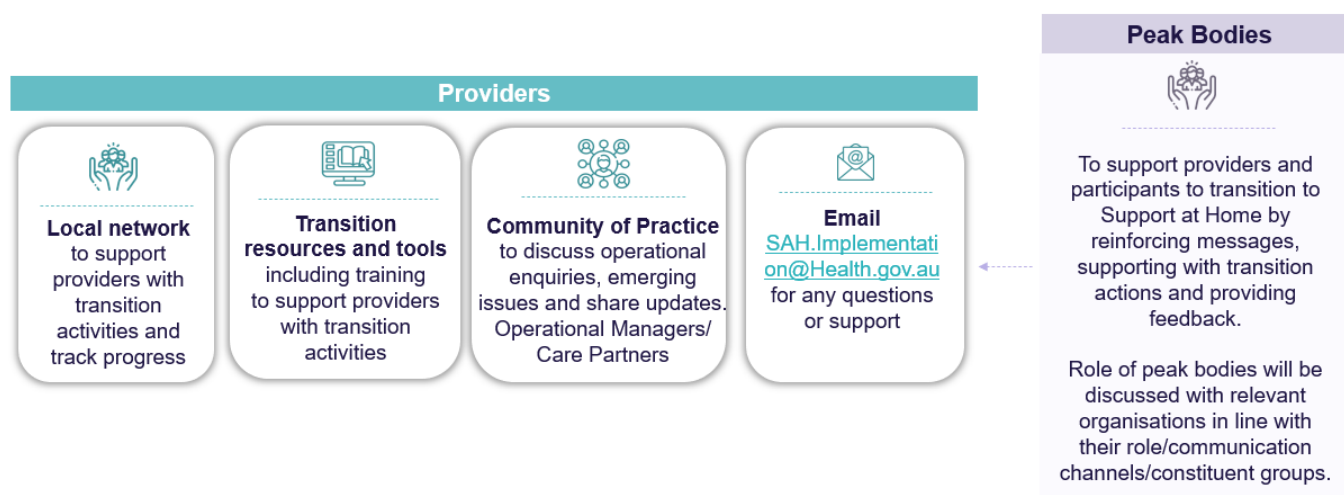 Providers
Local network
to support
providers with
transition
activities and
track progress
Transition
resources and tools
including training
to support providers
with transition
activities
Community of Practice
to discuss operational
enquiries, emerging
issues and share updates.
Operational Managers/
Care Partners
Email
SAH.Implementati
on@Health.gov.au
for any questions
or support
Peak Bodies
To support providers and
participants to transition to
Support at Home by
reinforcing messages,
supporting with transition
actions and providing
feedback.
Role of peak bodies will be
discussed with relevant
organisations in line with
their role/communication
channels/constituent groups.